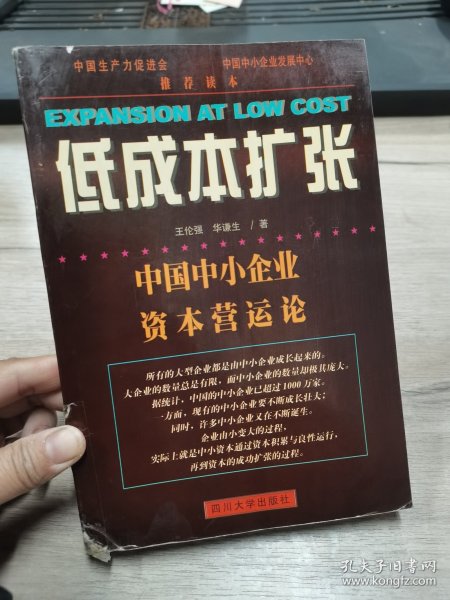 中国生产力促进会 中国中小企业发展中心
推荐读本
EXPANSION AT LOW COST
低成本扩张
王伦强 华谦生 / 著
★★★★★★★★★★★★★★★★★★★★
中国中小企业
资本营运论
所有的大型企业都是由中小企业成长起来的。
大企业的数量总是有限，而中小企业的数量却极其庞大。
据统计，中国的中小企业已超过1000万家。
一方面，现有的中小企业要不断成长壮大；
同时，许多中小企业又在不断诞生。
企业由小变大的过程，
实际上就是中小资本通过资本积累与良性运行，
再到资本的成功扩张的过程。
四川大学出版社
孔夫子旧书网
www.kongfz.com